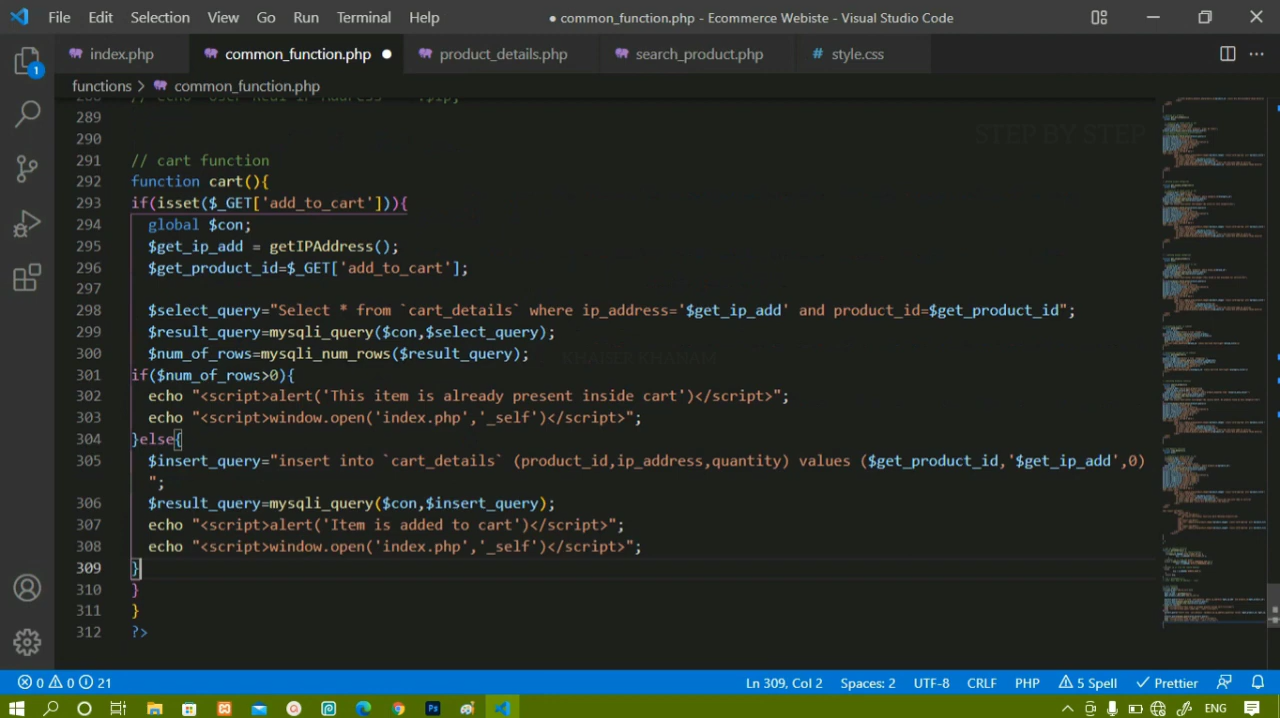 File Edit Selection View Go Run Terminal Help ● common_function.php - Ecommerce Webiste - Visual Studio Code
index.php common_function.php ● product_details.php search_product.php # style.css
functions > common_function.php
1
289
290
STEP BY STEP
291 // cart function
292 function cart(){
293 if(isset($_GET['add_to_cart'])){
294 global $con;
295 $get_ip_add = getIPAddress();
296 $get_product_id=$_GET['add_to_cart'];
297
298 $select_query="Select * from `cart_details` where ip_address='$get_ip_add' and product_id=$get_product_id";
299 $result_query=mysqli_query($con,$select_query);
300 $num_of_rows=mysqli_num_rows($result_query);
KHAISER KHANAM
301 if($num_of_rows>0){
302 echo "<script>alert('This item is already present inside cart')</script>";
303 echo "<script>window.open('index.php','_self')</script>";
304 }else{
305 $insert_query="insert into `cart_details` (product_id,ip_address,quantity) values ($get_product_id,'$get_ip_add',0)
";
306 $result_query=mysqli_query($con,$insert_query);
307 echo "<script>alert('Item is added to cart')</script>";
308 echo "<script>window.open('index.php','_self')</script>";
309 }
310 }
311 }
312 ?>
0 0 21 Ln 309, Col 2 Spaces: 2 UTF-8 CRLF PHP 5 Spell Prettier
Ps ENG